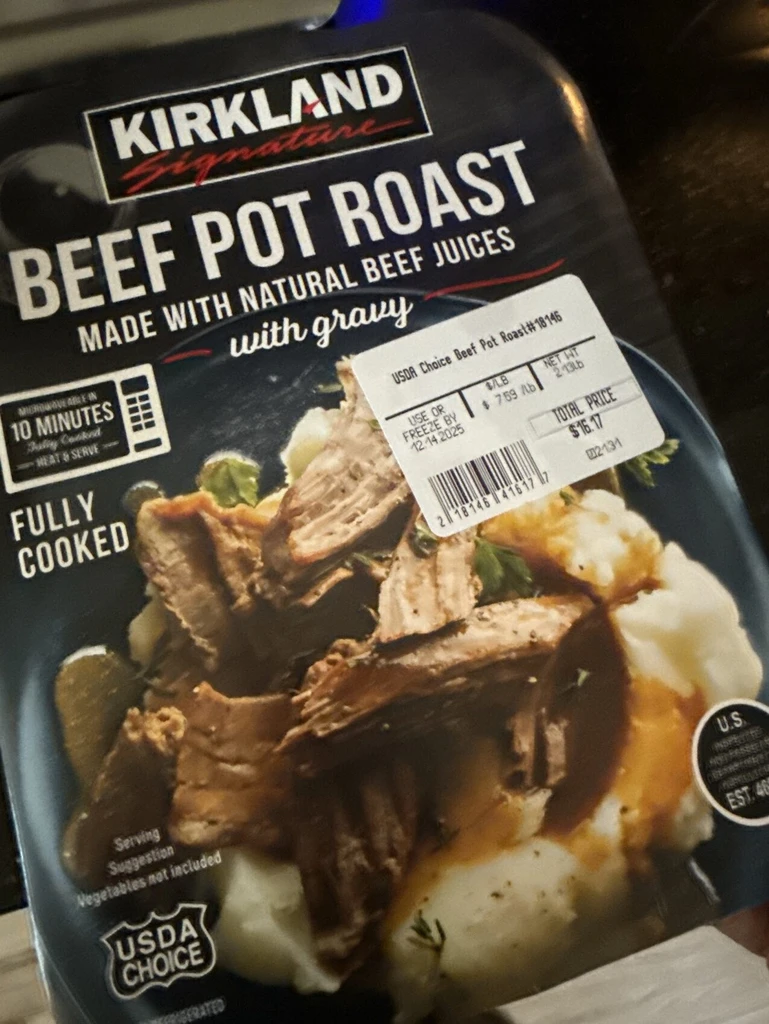 KIRKLAND
Signature
BEEF POT ROAST
MADE WITH NATURAL BEEF JUICES
with gravy
USDA Choice Beef Pot Roast#18146
USE OR
FREEZE BY
12.14.2025
$/LB
$ 7.59 /lb
NET WT
2.13lb
TOTAL PRICE
$16.17
2 18146 41617 7
MICROWAVEABLE IN
10 MINUTES
Fully Cooked
HEAT & SERVE
FULLY
COOKED
U.S.
EST. 46
Serving
Suggestion
Vegetables not included
USDA
CHOICE